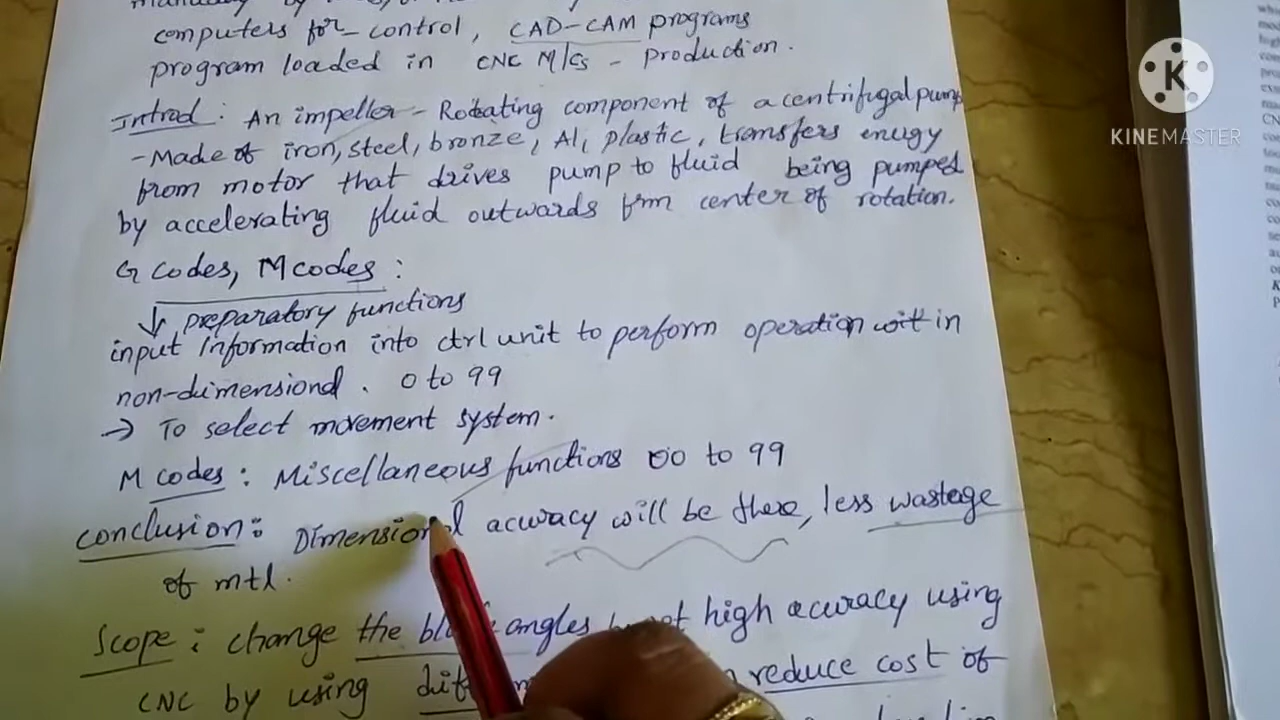 computers for control, CAD-CAM programs
program loaded in CNC M/Cs - production.
Introd: An impeller - Rotating component of a centrifugal pump
- Made of iron, steel, bronze, Al, plastic, transfers energy
from motor that drives pump to fluid being pumped
by accelerating fluid outwards frm center of rotation.
G codes, M codes:
↓ preparatory functions
input information into ctrl unit to perform operation in
non-dimensional. 0 to 99
→ To select movement system.
M codes: Miscellaneous functions 00 to 99
Conclusion: Dimensional accuracy will be there, less wastage
of mtl.
Scope: change the angles high accuracy using
CNC by using reduce cost of
K
KINEMASTER